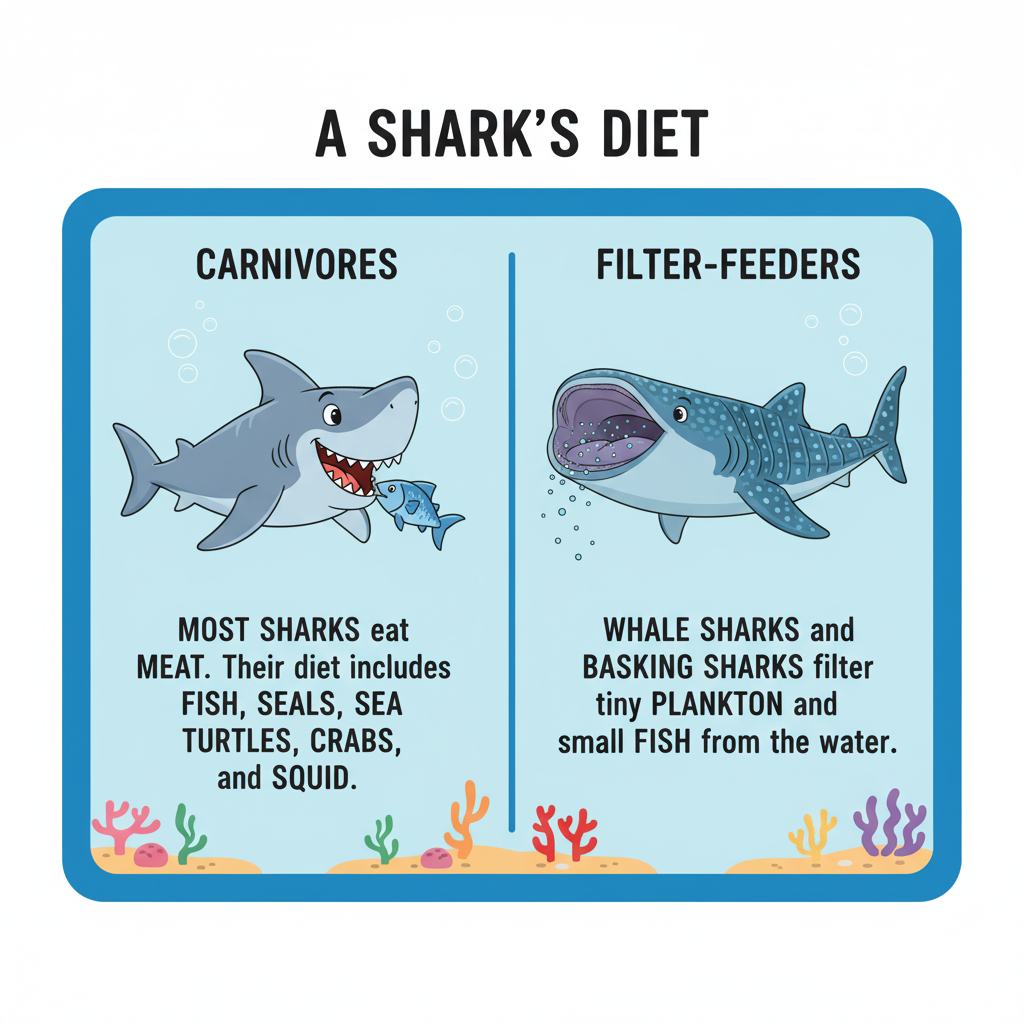 A SHARK'S DIET
CARNIVORES
MOST SHARKS eat
MEAT. Their diet includes
FISH, SEALS, SEA
TURTLES, CRABS,
and SQUID.
FILTER-FEEDERS
WHALE SHARKS and
BASKING SHARKS filter
tiny PLANKTON and
small FISH from the water.